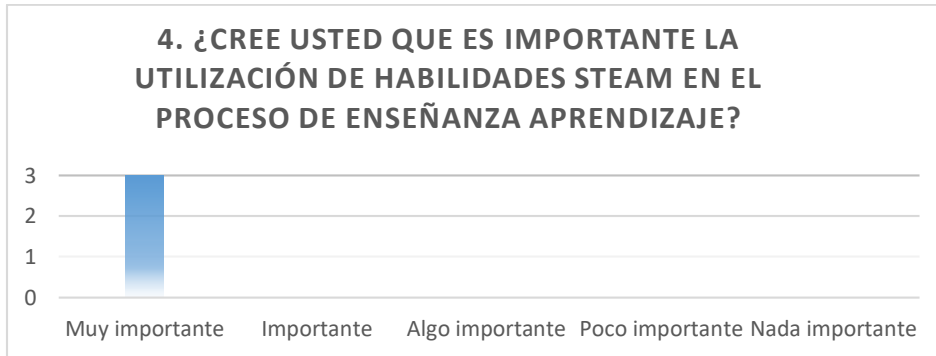 4. ¿CREE USTED QUE ES IMPORTANTE LA
UTILIZACIÓN DE HABILIDADES STEAM EN EL
PROCESO DE ENSEÑANZA APRENDIZAJE?
3
2
1
0
Muy importante Importante Algo importante Poco importante Nada importante